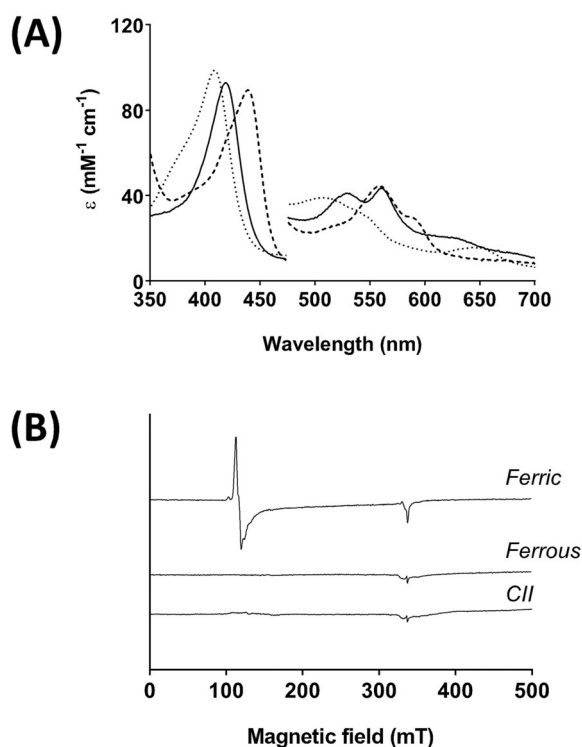 (A)
120
80
40
0
ε (mM⁻¹ cm⁻¹)
350 400 450 500 550 600 650 700
Wavelength (nm)
(B)
Ferric
Ferrous
CII
0 100 200 300 400 500
Magnetic field (mT)